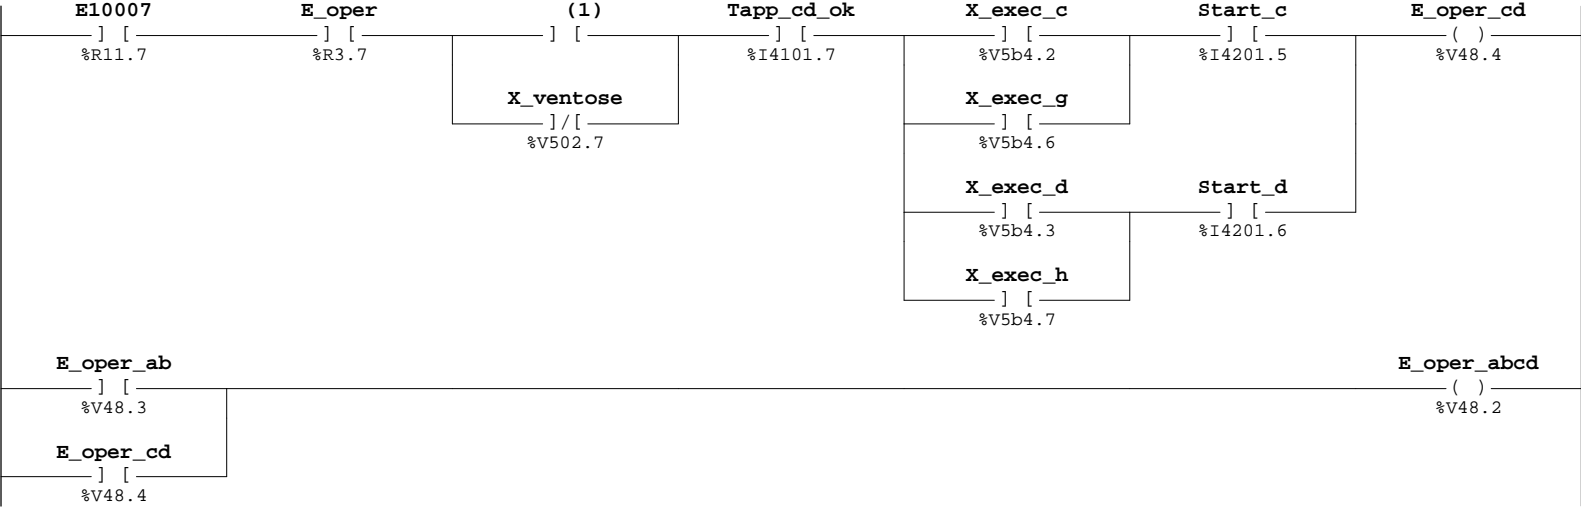 E10007 E_oper (1) Tapp_cd_ok X_exec_c Start_c E_oper_cd
] [ ] [ ] [ ] [ ] [ ] [ ( )
%R11.7 %R3.7 %I4101.7 %V5b4.2 %I4201.5 %V48.4
X_ventose X_exec_g
]/[ ] [
%V502.7 %V5b4.6
X_exec_d Start_d
] [ ] [
%V5b4.3 %I4201.6
X_exec_h
] [
%V5b4.7
E_oper_ab E_oper_abcd
] [ ( )
%V48.3 %V48.2
E_oper_cd
] [
%V48.4